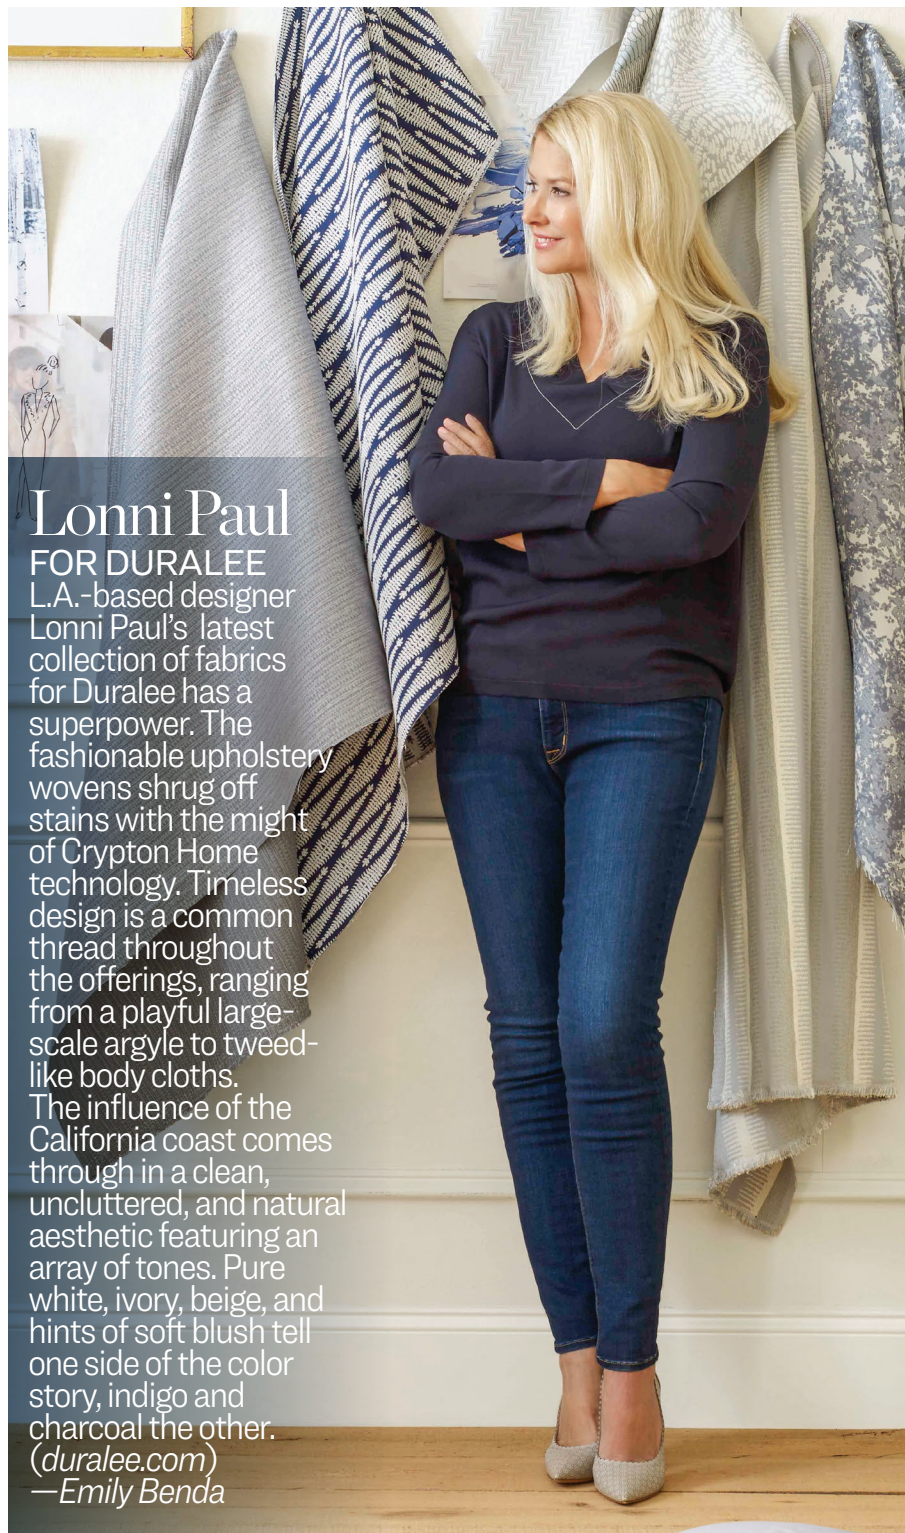 Lonni Paul
FOR DURALEE
L.A.-based designer
Lonni Paul's latest
collection of fabrics
for Duralee has a
superpower. The
fashionable upholstery
wovens shrug off
stains with the might
of Crypton Home
technology. Timeless
design is a common
thread throughout
the offerings, ranging
from a playful large-
scale argyle to tweed-
like body cloths.
The influence of the
California coast comes
through in a clean,
uncluttered, and natural
aesthetic featuring an
array of tones. Pure
white, ivory, beige, and
hints of soft blush tell
one side of the color
story, indigo and
charcoal the other.
(duralee.com)
—Emily Benda